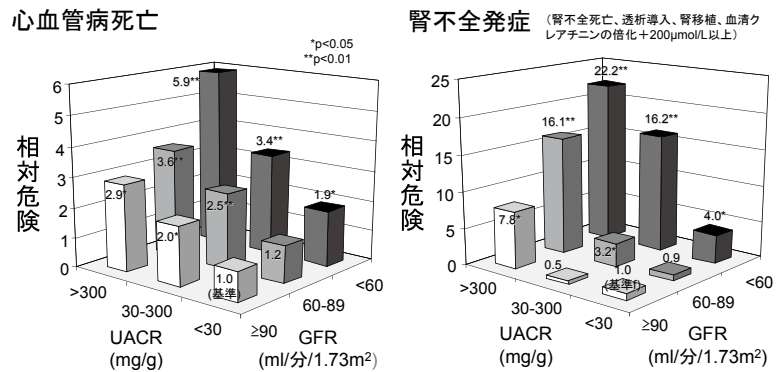 心血管病死亡
*p<0.05
**p<0.01
相対危険
6
5
4
3
2
1
0
5.9**
3.6**
3.4**
2.9*
2.5**
2.0*
1.9*
1.2
1.0
(基準)
>300
30-300
<30
UACR
(mg/g)
≥90
60-89
<60
GFR
(ml/分/1.73m²)
腎不全発症
(腎不全死亡、透析導入、腎移植、血清ク
レアチニンの倍化+200μmol/L以上)
相対危険
25
20
15
10
5
0
22.2**
16.1**
16.2**
7.8*
3.2*
4.0*
0.5
1.0
(基準f)
0.9
>300
30-300
<30
UACR
(mg/g)
≥90
60-89
<60
GFR
(ml/分/1.73m²)